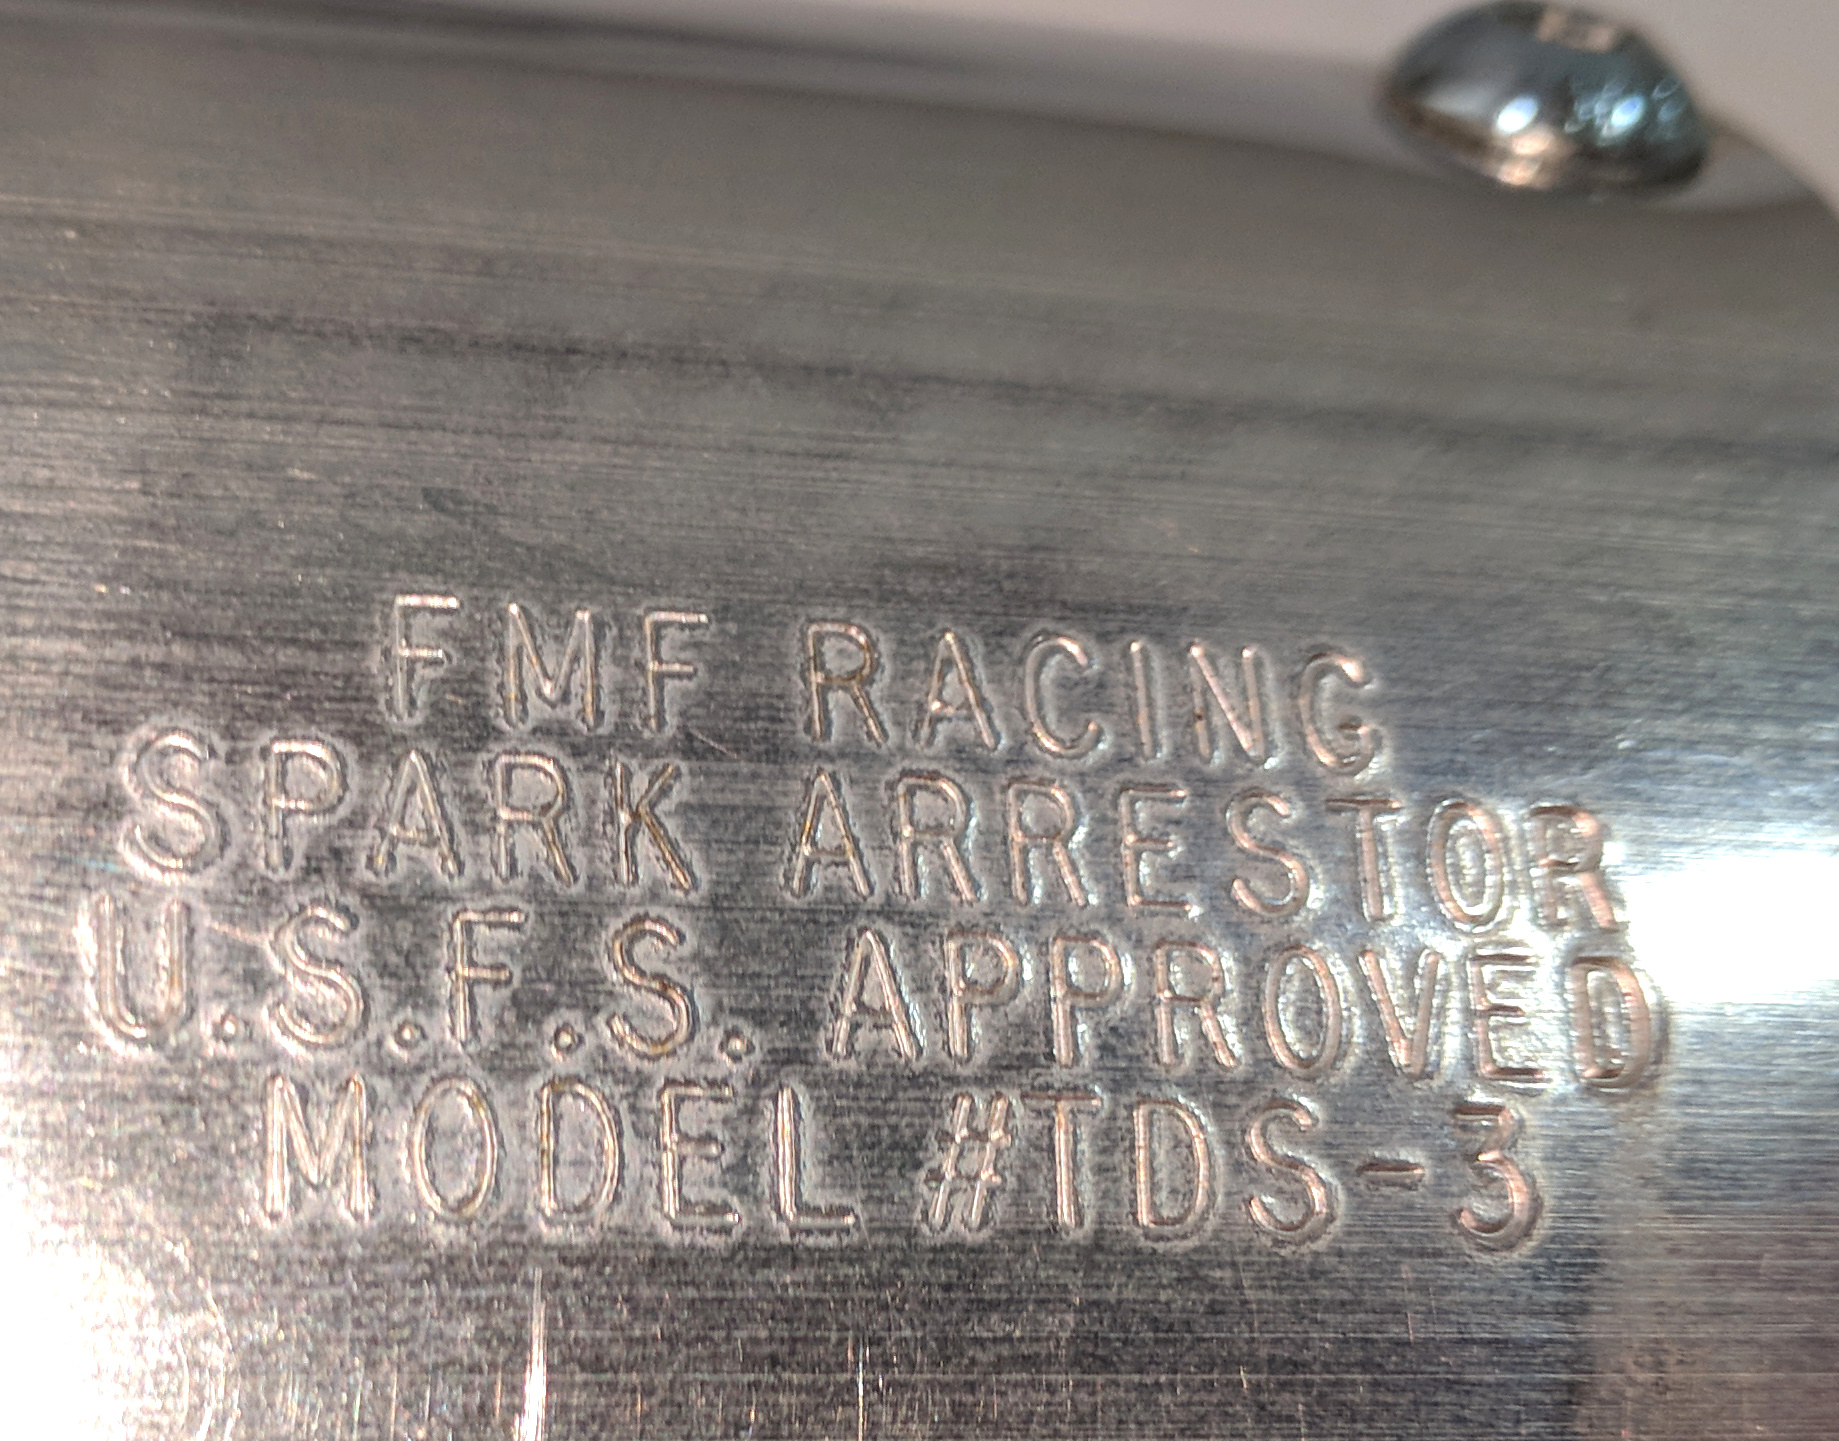 FMF RACING
SPARK ARRESTOR
U.S.F.S. APPROVED
MODEL #TDS-3